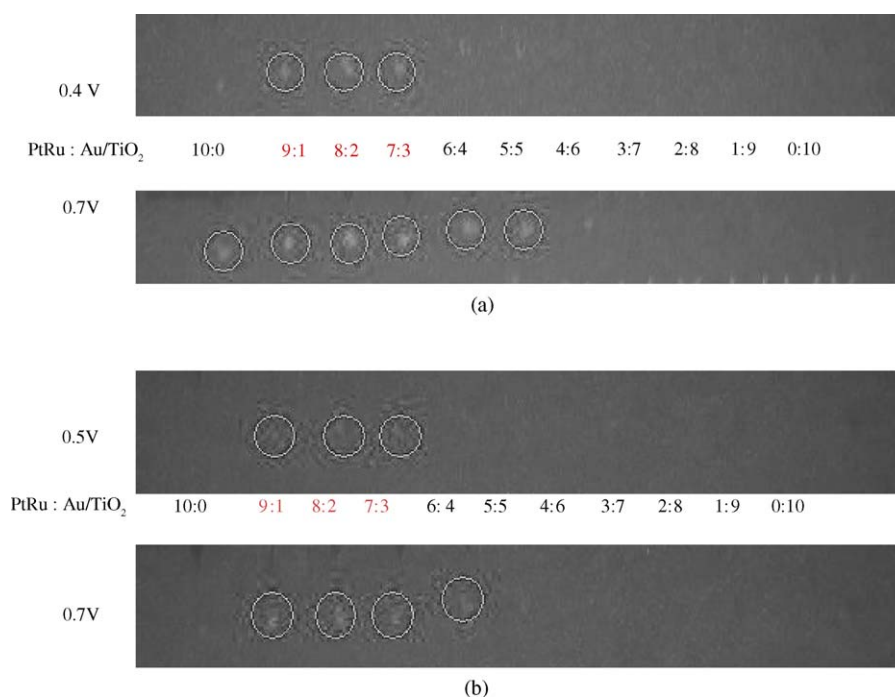 0.4 V
PtRu : Au/TiO₂ 10:0 9:1 8:2 7:3 6:4 5:5 4:6 3:7 2:8 1:9 0:10
0.7V
(a)
0.5V
PtRu : Au/TiO₂ 10:0 9:1 8:2 7:3 6: 4 5:5 4:6 3:7 2:8 1:9 0:10
0.7V
(b)